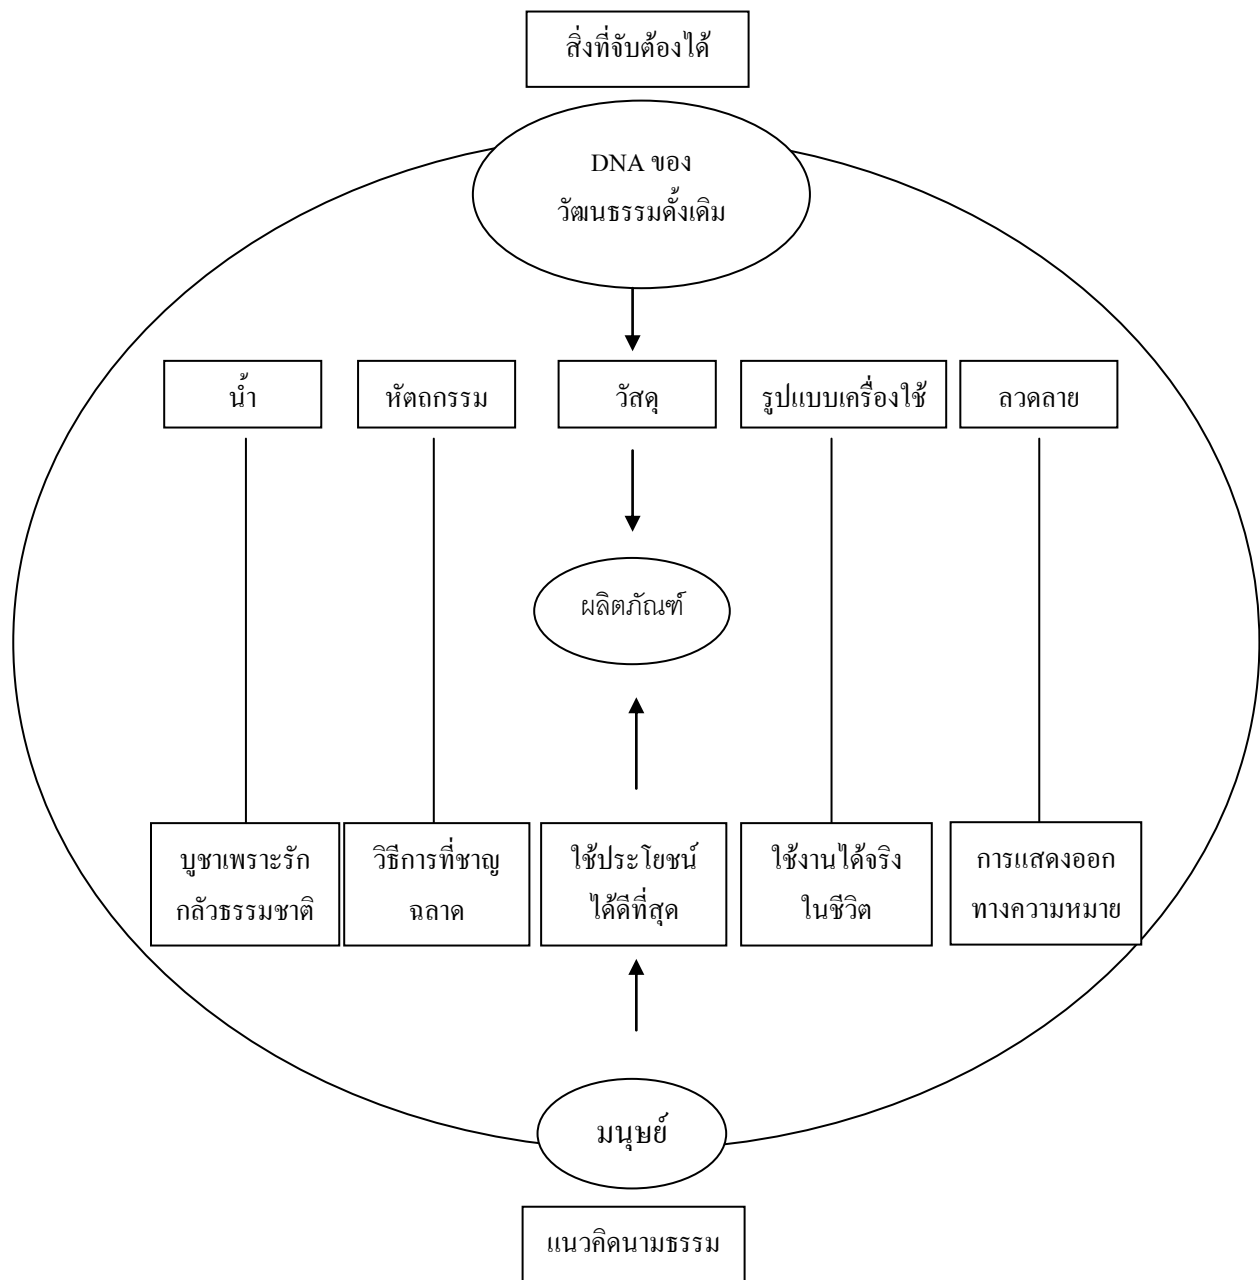 สิ่งที่จับต้องได้
DNA ของ
วัฒนธรรมดั้งเดิม
น้ำ
หัตถกรรม
วัสดุ
รูปแบบเครื่องใช้
ลวดลาย
ผลิตภัณฑ์
บูชาเพราะรัก
กลัวธรรมชาติ
วิธีการที่ชาญ
ฉลาด
ใช้ประโยชน์
ได้ดีที่สุด
ใช้งานได้จริง
ในชีวิต
การแสดงออก
ทางความหมาย
มนุษย์
แนวคิดนามธรรม